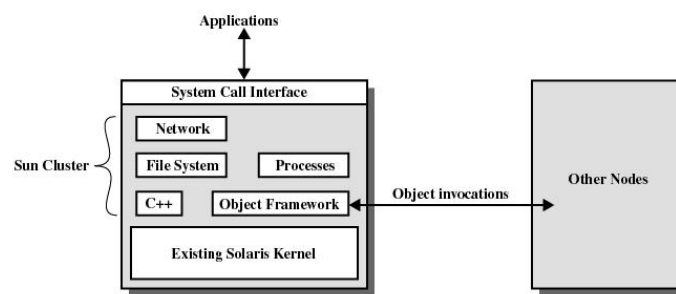 Applications
System Call Interface
Network
Sun Cluster
File System
Processes
Other Nodes
C++
Object Framework
Object invocations
Existing Solaris Kernel